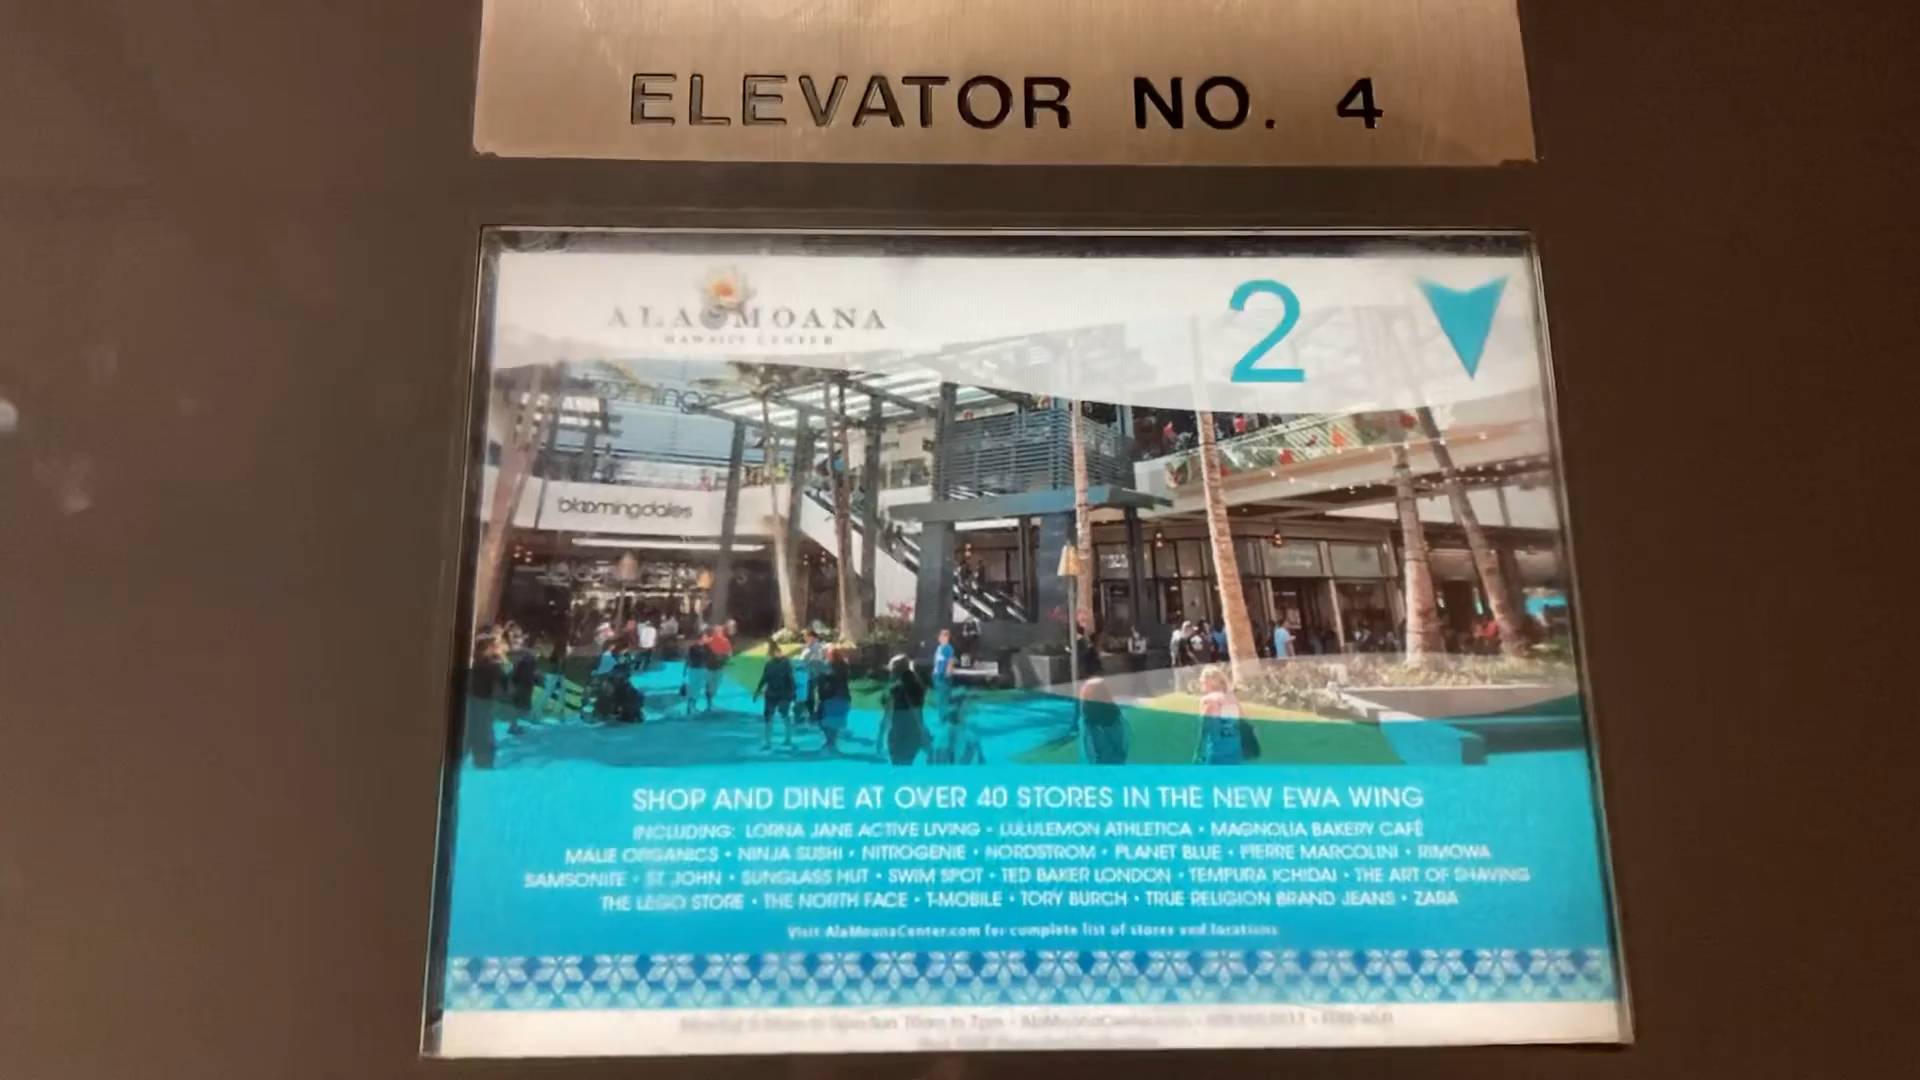 ELEVATOR NO. 4
ALA MOANA
HAWAI'I'S CENTER
2
bloomingdale's
SHOP AND DINE AT OVER 40 STORES IN THE NEW EWA WING
INCLUDING: LORNA JANE ACTIVE LIVING • LULULEMON ATHLETICA • MAGNOLIA BAKERY CAFÉ
MALIE ORGANICS • NINJA SUSHI • NITROGENIE • NORDSTROM • PLANET BLUE • PIERRE MARCOLINI • RIMOWA
SAMSONITE • ST. JOHN • SUNGLASS HUT • SWIM SPOT • TED BAKER LONDON • TEMPURA ICHIDAI • THE ART OF SHAVING
THE LEGO STORE • THE NORTH FACE • T-MOBILE • TORY BURCH • TRUE RELIGION BRAND JEANS • ZARA
Visit AlaMoanaCenter.com for complete list of stores and locations